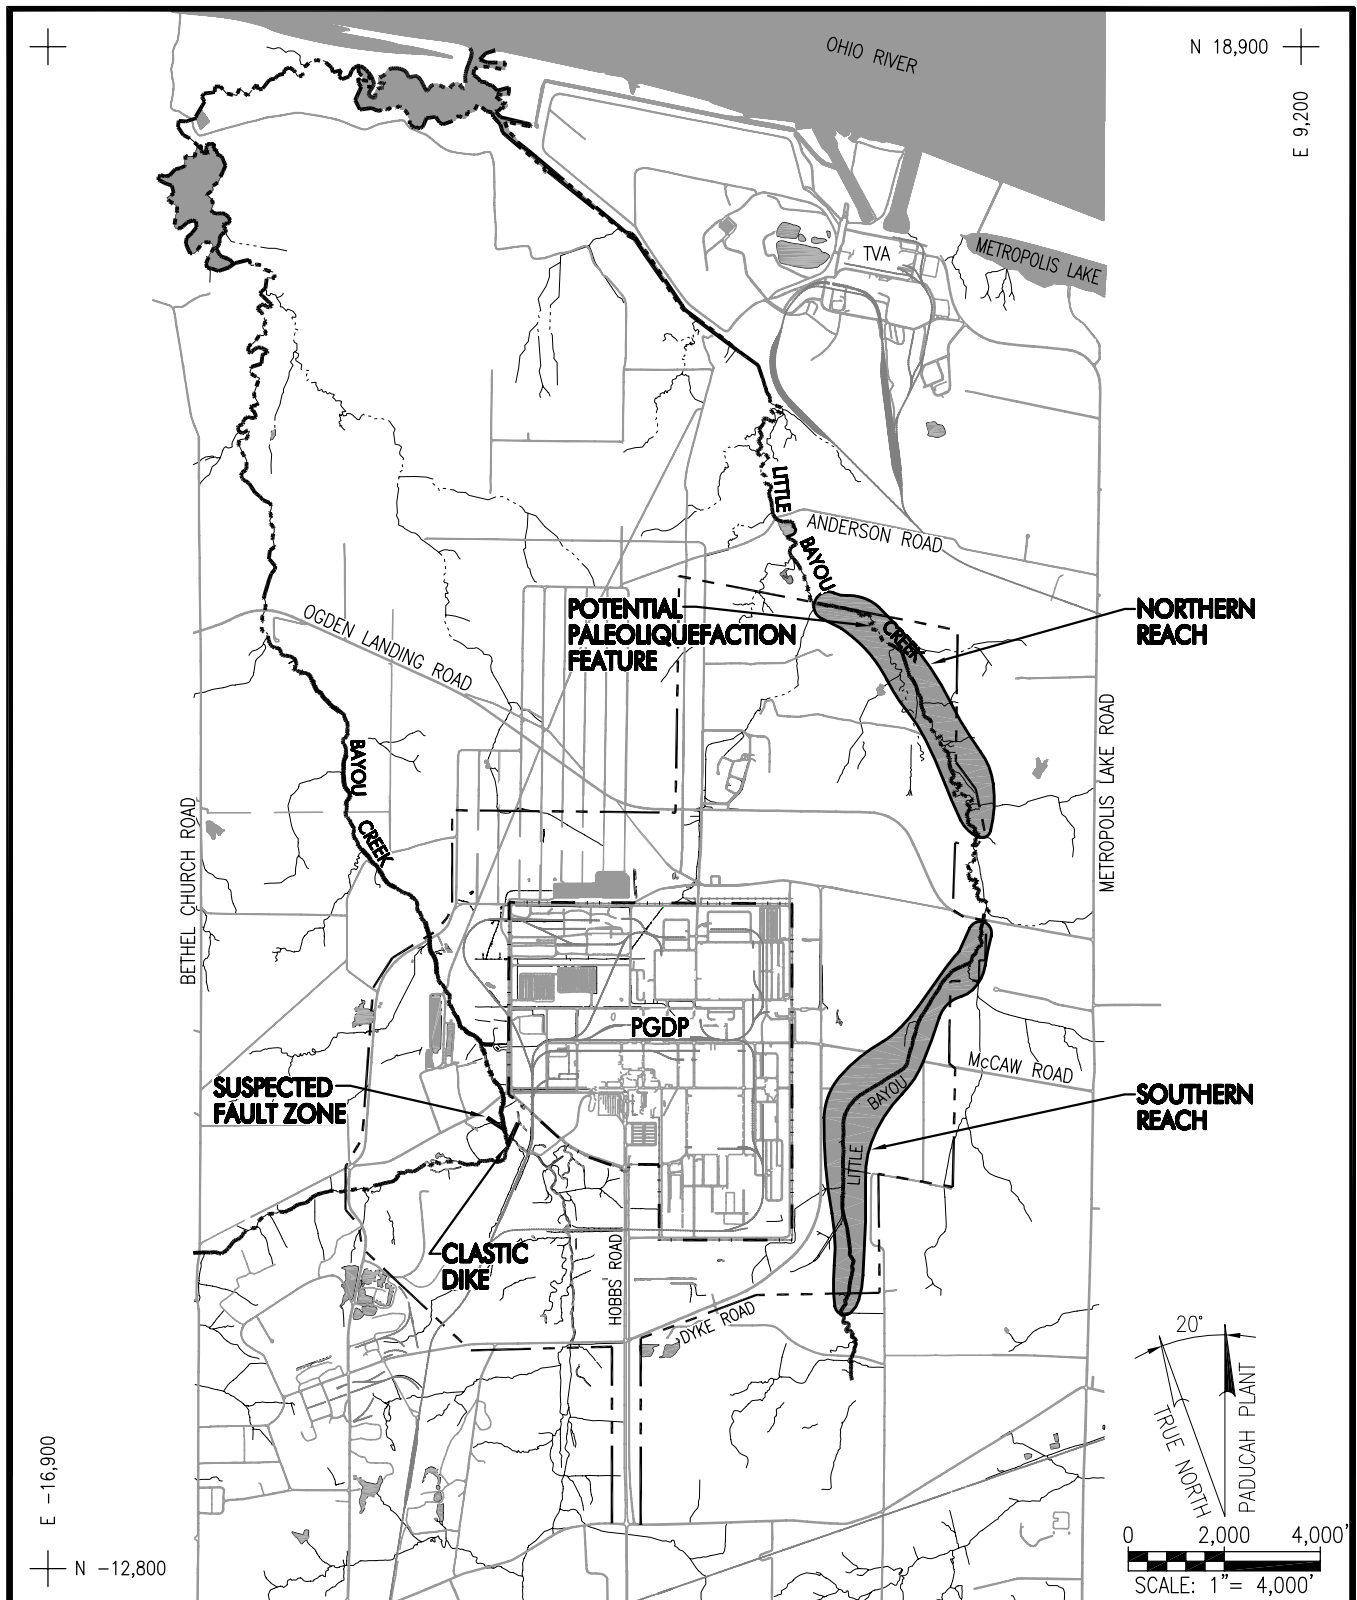 OHIO RIVER
N 18,900
E 9,200
TVA
METROPOLIS LAKE
LITTLE
BAYOU
CREEK
ANDERSON ROAD
POTENTIAL
PALEOLIQUEFACTION
FEATURE
NORTHERN
REACH
OGDEN LANDING ROAD
BAYOU
CREEK
BETHEL CHURCH ROAD
METROPOLIS LAKE ROAD
PGDP
McCAW ROAD
SUSPECTED
FAULT ZONE
BAYOU
LITTLE
SOUTHERN
REACH
CLASTIC
DIKE
HOBBS ROAD
DYKE ROAD
20°
TRUE NORTH
PADUCAH PLANT
E -16,900
N -12,800
0 2,000 4,000'
SCALE: 1"= 4,000'